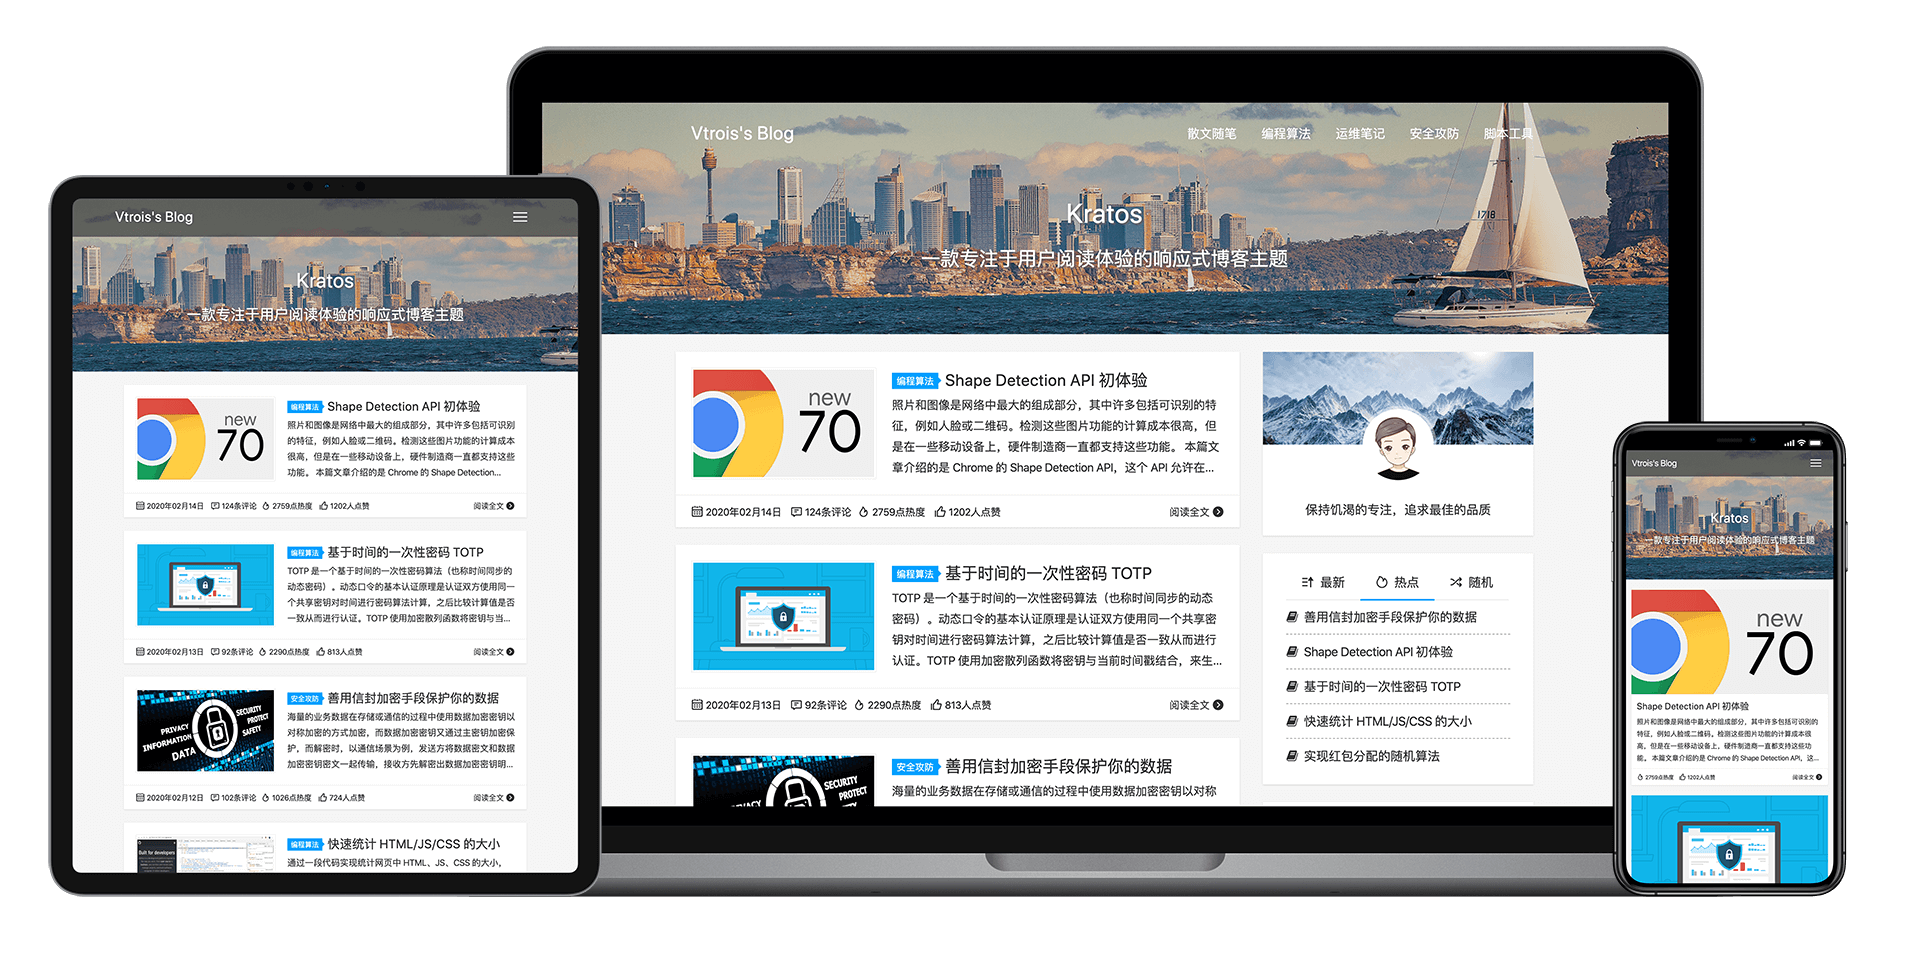 Vtrois's Blog
Kratos
一款专注于用户阅读体验的响应式博客主题
new
70
编程算法 Shape Detection API 初体验
照片和图像是网络中最大的组成部分，其中许多包括可识别
的特征，例如人脸或二维码。检测这些图片功能的计算成本
很高，但是在一些移动设备上，硬件制造商一直都支持这些
功能。 本篇文章介绍的是 Chrome 的 Shape Detection...
2020年02月14日 124条评论 2759点热度 1202人点赞 阅读全文
编程算法 基于时间的一次性密码 TOTP
TOTP 是一个基于时间的一次性密码算法（也称时间同步的
动态密码）。动态口令的基本认证原理是认证双方使用同一
个共享密钥对时间进行密码算法计算，之后比较计算值是否
一致从而进行认证。TOTP 使用加密散列函数将密钥与当...
2020年02月13日 92条评论 2290点热度 813人点赞 阅读全文
PRIVACY
INFORMATION
DATA
SECURITY
PROTECT
SAFETY
安全攻防 善用信封加密手段保护你的数据
海量的业务数据在存储或通信的过程中使用数据加密密钥以
对称加密的方式加密，而数据加密密钥又通过主密钥加密保
护，而解密时，以通信场景为例，发送方将数据密文和数据
加密密钥密文一起传输，接收方先解密出数据加密密钥明...
2020年02月12日 102条评论 1026点热度 724人点赞 阅读全文
Built for developers
编程算法 快速统计 HTML/JS/CSS 的大小
通过一段代码实现统计网页中 HTML、JS、CSS 的大小，
Vtrois's Blog 散文随笔 编程算法 运维笔记 安全攻防 脚本工具
1718
Kratos
一款专注于用户阅读体验的响应式博客主题
new
70
编程算法 Shape Detection API 初体验
照片和图像是网络中最大的组成部分，其中许多包括可识别的特
征，例如人脸或二维码。检测这些图片功能的计算成本很高，但
是在一些移动设备上，硬件制造商一直都支持这些功能。 本篇文
章介绍的是 Chrome 的 Shape Detection API，这个 API 允许在...
2020年02月14日 124条评论 2759点热度 1202人点赞 阅读全文
编程算法 基于时间的一次性密码 TOTP
TOTP 是一个基于时间的一次性密码算法（也称时间同步的动态
密码）。动态口令的基本认证原理是认证双方使用同一个共享密
钥对时间进行密码算法计算，之后比较计算值是否一致从而进行
认证。TOTP 使用加密散列函数将密钥与当前时间戳结合，来生...
2020年02月13日 92条评论 2290点热度 813人点赞 阅读全文
PRIVACY
SECURITY
PROTECT
安全攻防 善用信封加密手段保护你的数据
海量的业务数据在存储或通信的过程中使用数据加密密钥以对称
保持饥渴的专注，追求最佳的品质
最新 热点 随机
善用信封加密手段保护你的数据
Shape Detection API 初体验
基于时间的一次性密码 TOTP
快速统计 HTML/JS/CSS 的大小
实现红包分配的随机算法
Vtrois's Blog
Kratos
一款专注于用户阅读体验的响应式博客主题
new
70
Shape Detection API 初体验
照片和图像是网络中最大的组成部分，其中许多包括可识别的
特征，例如人脸或二维码。检测这些图片功能的计算成本很
高，但是在一些移动设备上，硬件制造商一直都支持这些功
能。 本篇文章介绍的是 Chrome 的 Shape Detection API，这...
2759点热度 1202人点赞 阅读全文